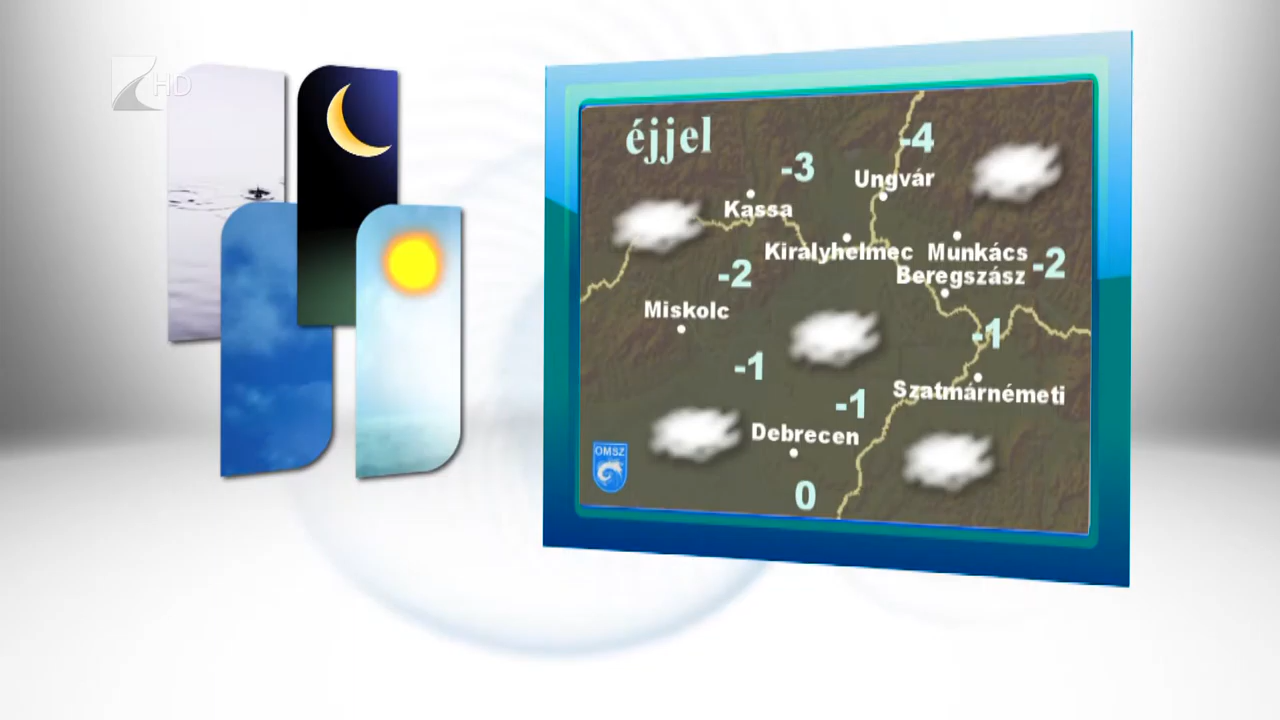 HD
éjjel
-4
-3
Ungvár
Kassa
Királyhelmec
Munkács
-2
-2
Beregszász
Miskolc
-1
-1
Szatmárnémeti
-1
Debrecen
OMSZ
0